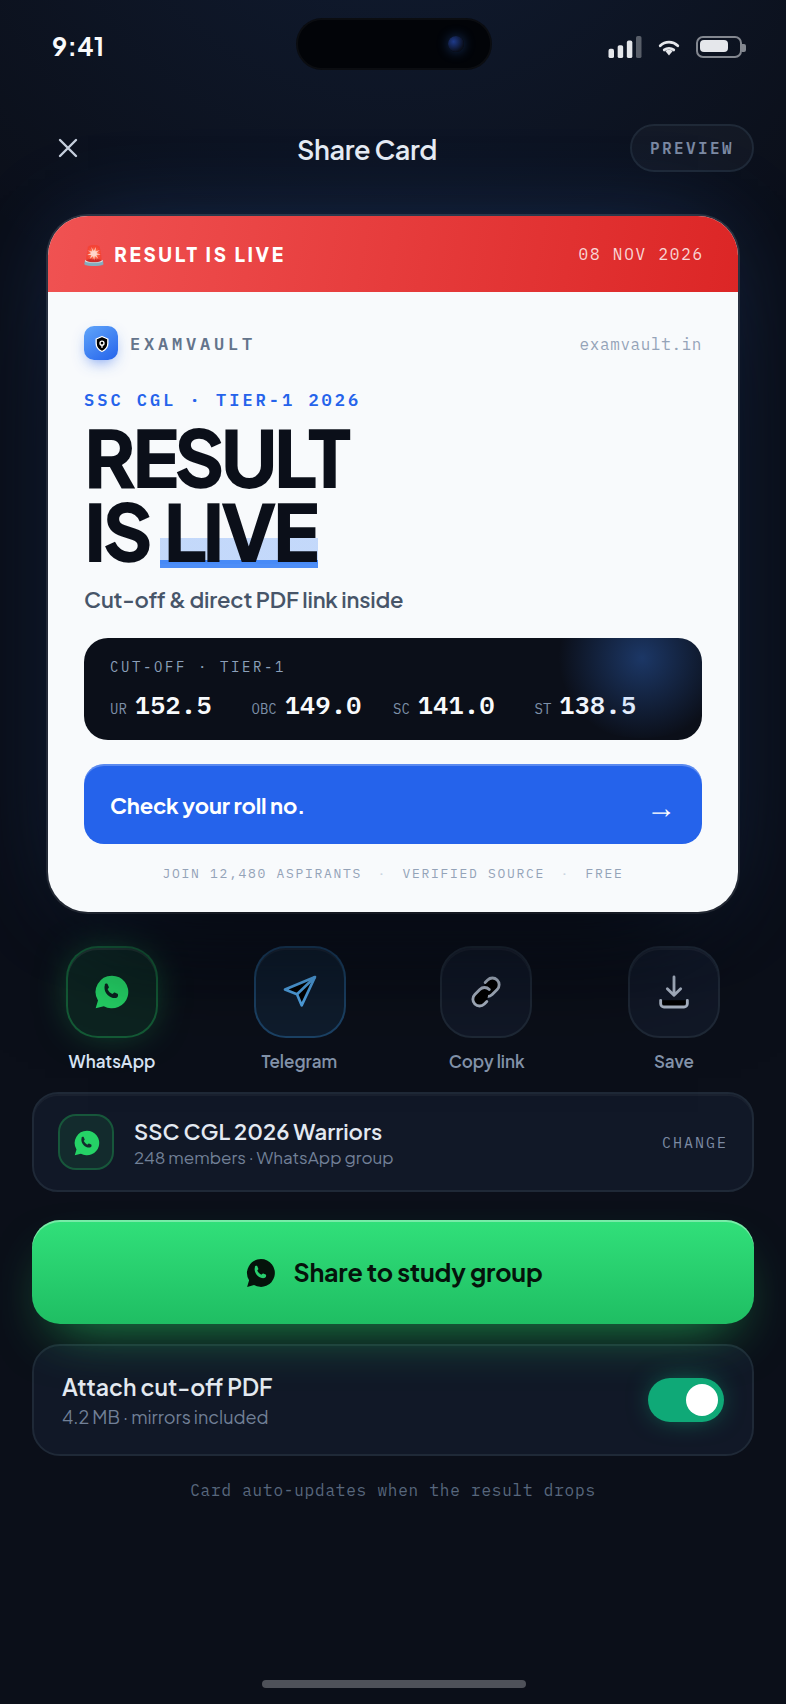 9:41
Share Card
PREVIEW
🚨 RESULT IS LIVE
08 NOV 2026
EXAMVAULT
examvault.in
SSC CGL · TIER-1 2026
RESULT
IS LIVE
Cut-off & direct PDF link inside
CUT-OFF · TIER-1
UR 152.5 OBC 149.0 SC 141.0 ST 138.5
Check your roll no. →
JOIN 12,480 ASPIRANTS · VERIFIED SOURCE · FREE
WhatsApp Telegram Copy link Save
SSC CGL 2026 Warriors
248 members · WhatsApp group
CHANGE
Share to study group
Attach cut-off PDF
4.2 MB · mirrors included
Card auto-updates when the result drops